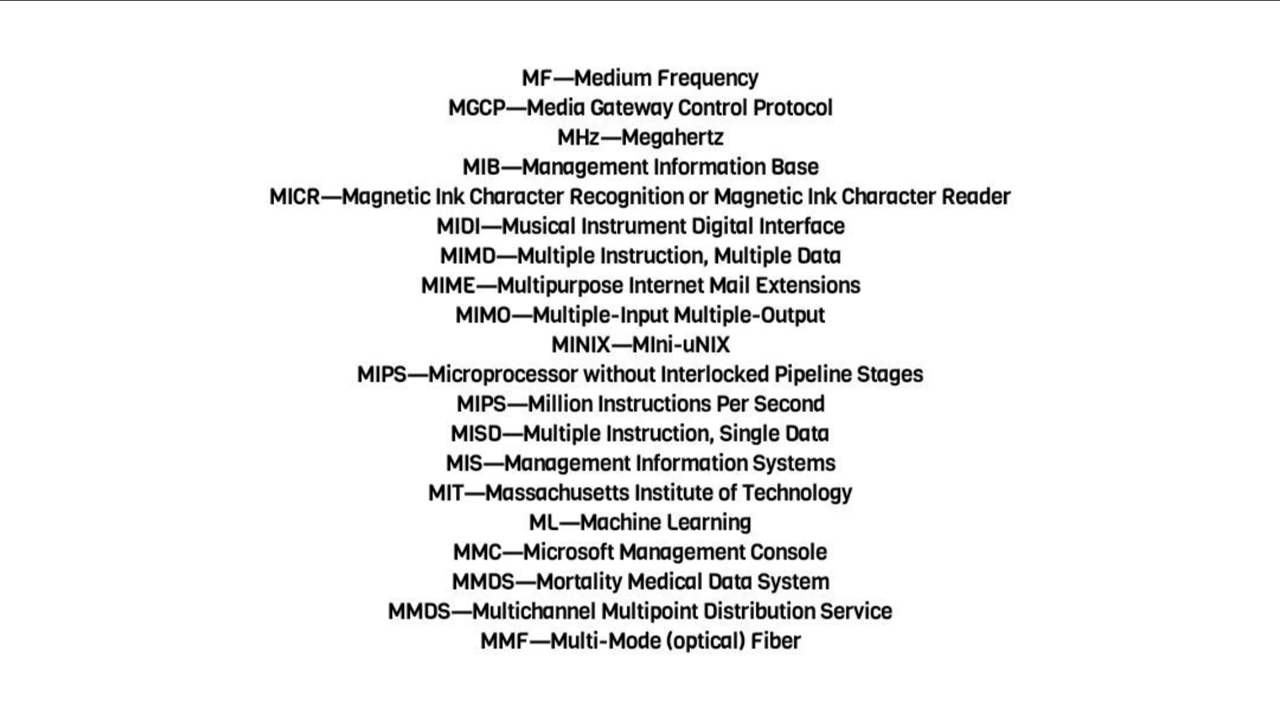 MF—Medium Frequency
MGCP—Media Gateway Control Protocol
MHz—Megahertz
MIB—Management Information Base
MICR—Magnetic Ink Character Recognition or Magnetic Ink Character Reader
MIDI—Musical Instrument Digital Interface
MIMD—Multiple Instruction, Multiple Data
MIME—Multipurpose Internet Mail Extensions
MIMO—Multiple-Input Multiple-Output
MINIX—MIni-uNIX
MIPS—Microprocessor without Interlocked Pipeline Stages
MIPS—Million Instructions Per Second
MISD—Multiple Instruction, Single Data
MIS—Management Information Systems
MIT—Massachusetts Institute of Technology
ML—Machine Learning
MMC—Microsoft Management Console
MMDS—Mortality Medical Data System
MMDS—Multichannel Multipoint Distribution Service
MMF—Multi-Mode (optical) Fiber